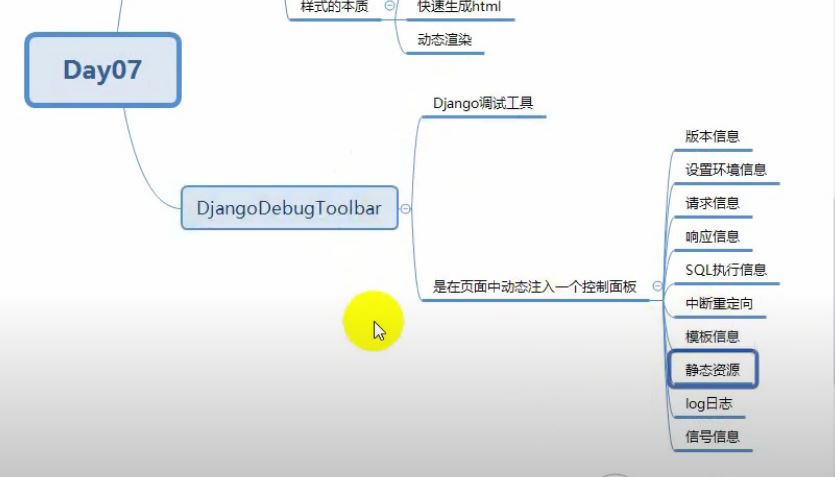 样式的本质
快速生成html
动态渲染
Day07
Django调试工具
DjangoDebugToolbar
是在页面中动态注入一个控制面板
版本信息
设置环境信息
请求信息
响应信息
SQL执行信息
中断重定向
模板信息
静态资源
log日志
信号信息